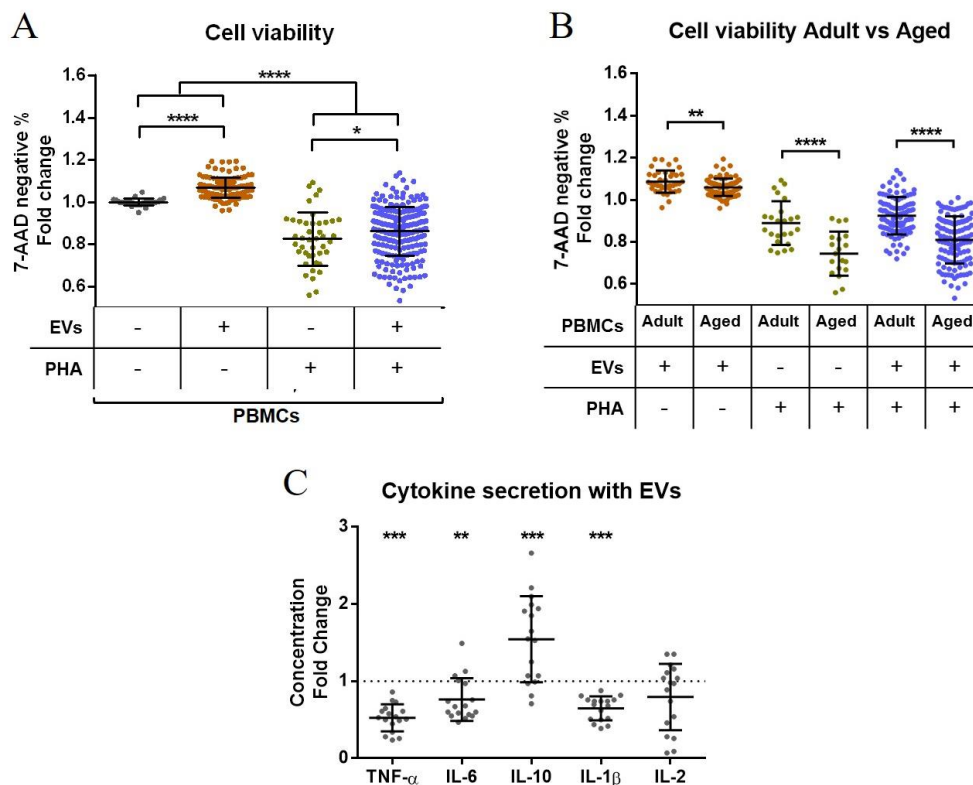 A
Cell viability
7-AAD negative %
Fold change
1.6
1.4
1.2
1.0
0.8
0.6
****
****
*
EVs - + - +
PHA - - + +
PBMCs
B
Cell viability Adult vs Aged
7-AAD negative %
Fold change
1.6
1.4
1.2
1.0
0.8
0.6
** **** ****
PBMCs Adult Aged Adult Aged Adult Aged
EVs + + - - + +
PHA - - + + + +
C
Cytokine secretion with EVs
Concentration
Fold Change
3
2
1
0
*** ** *** ***
TNF-α IL-6 IL-10 IL-1β IL-2